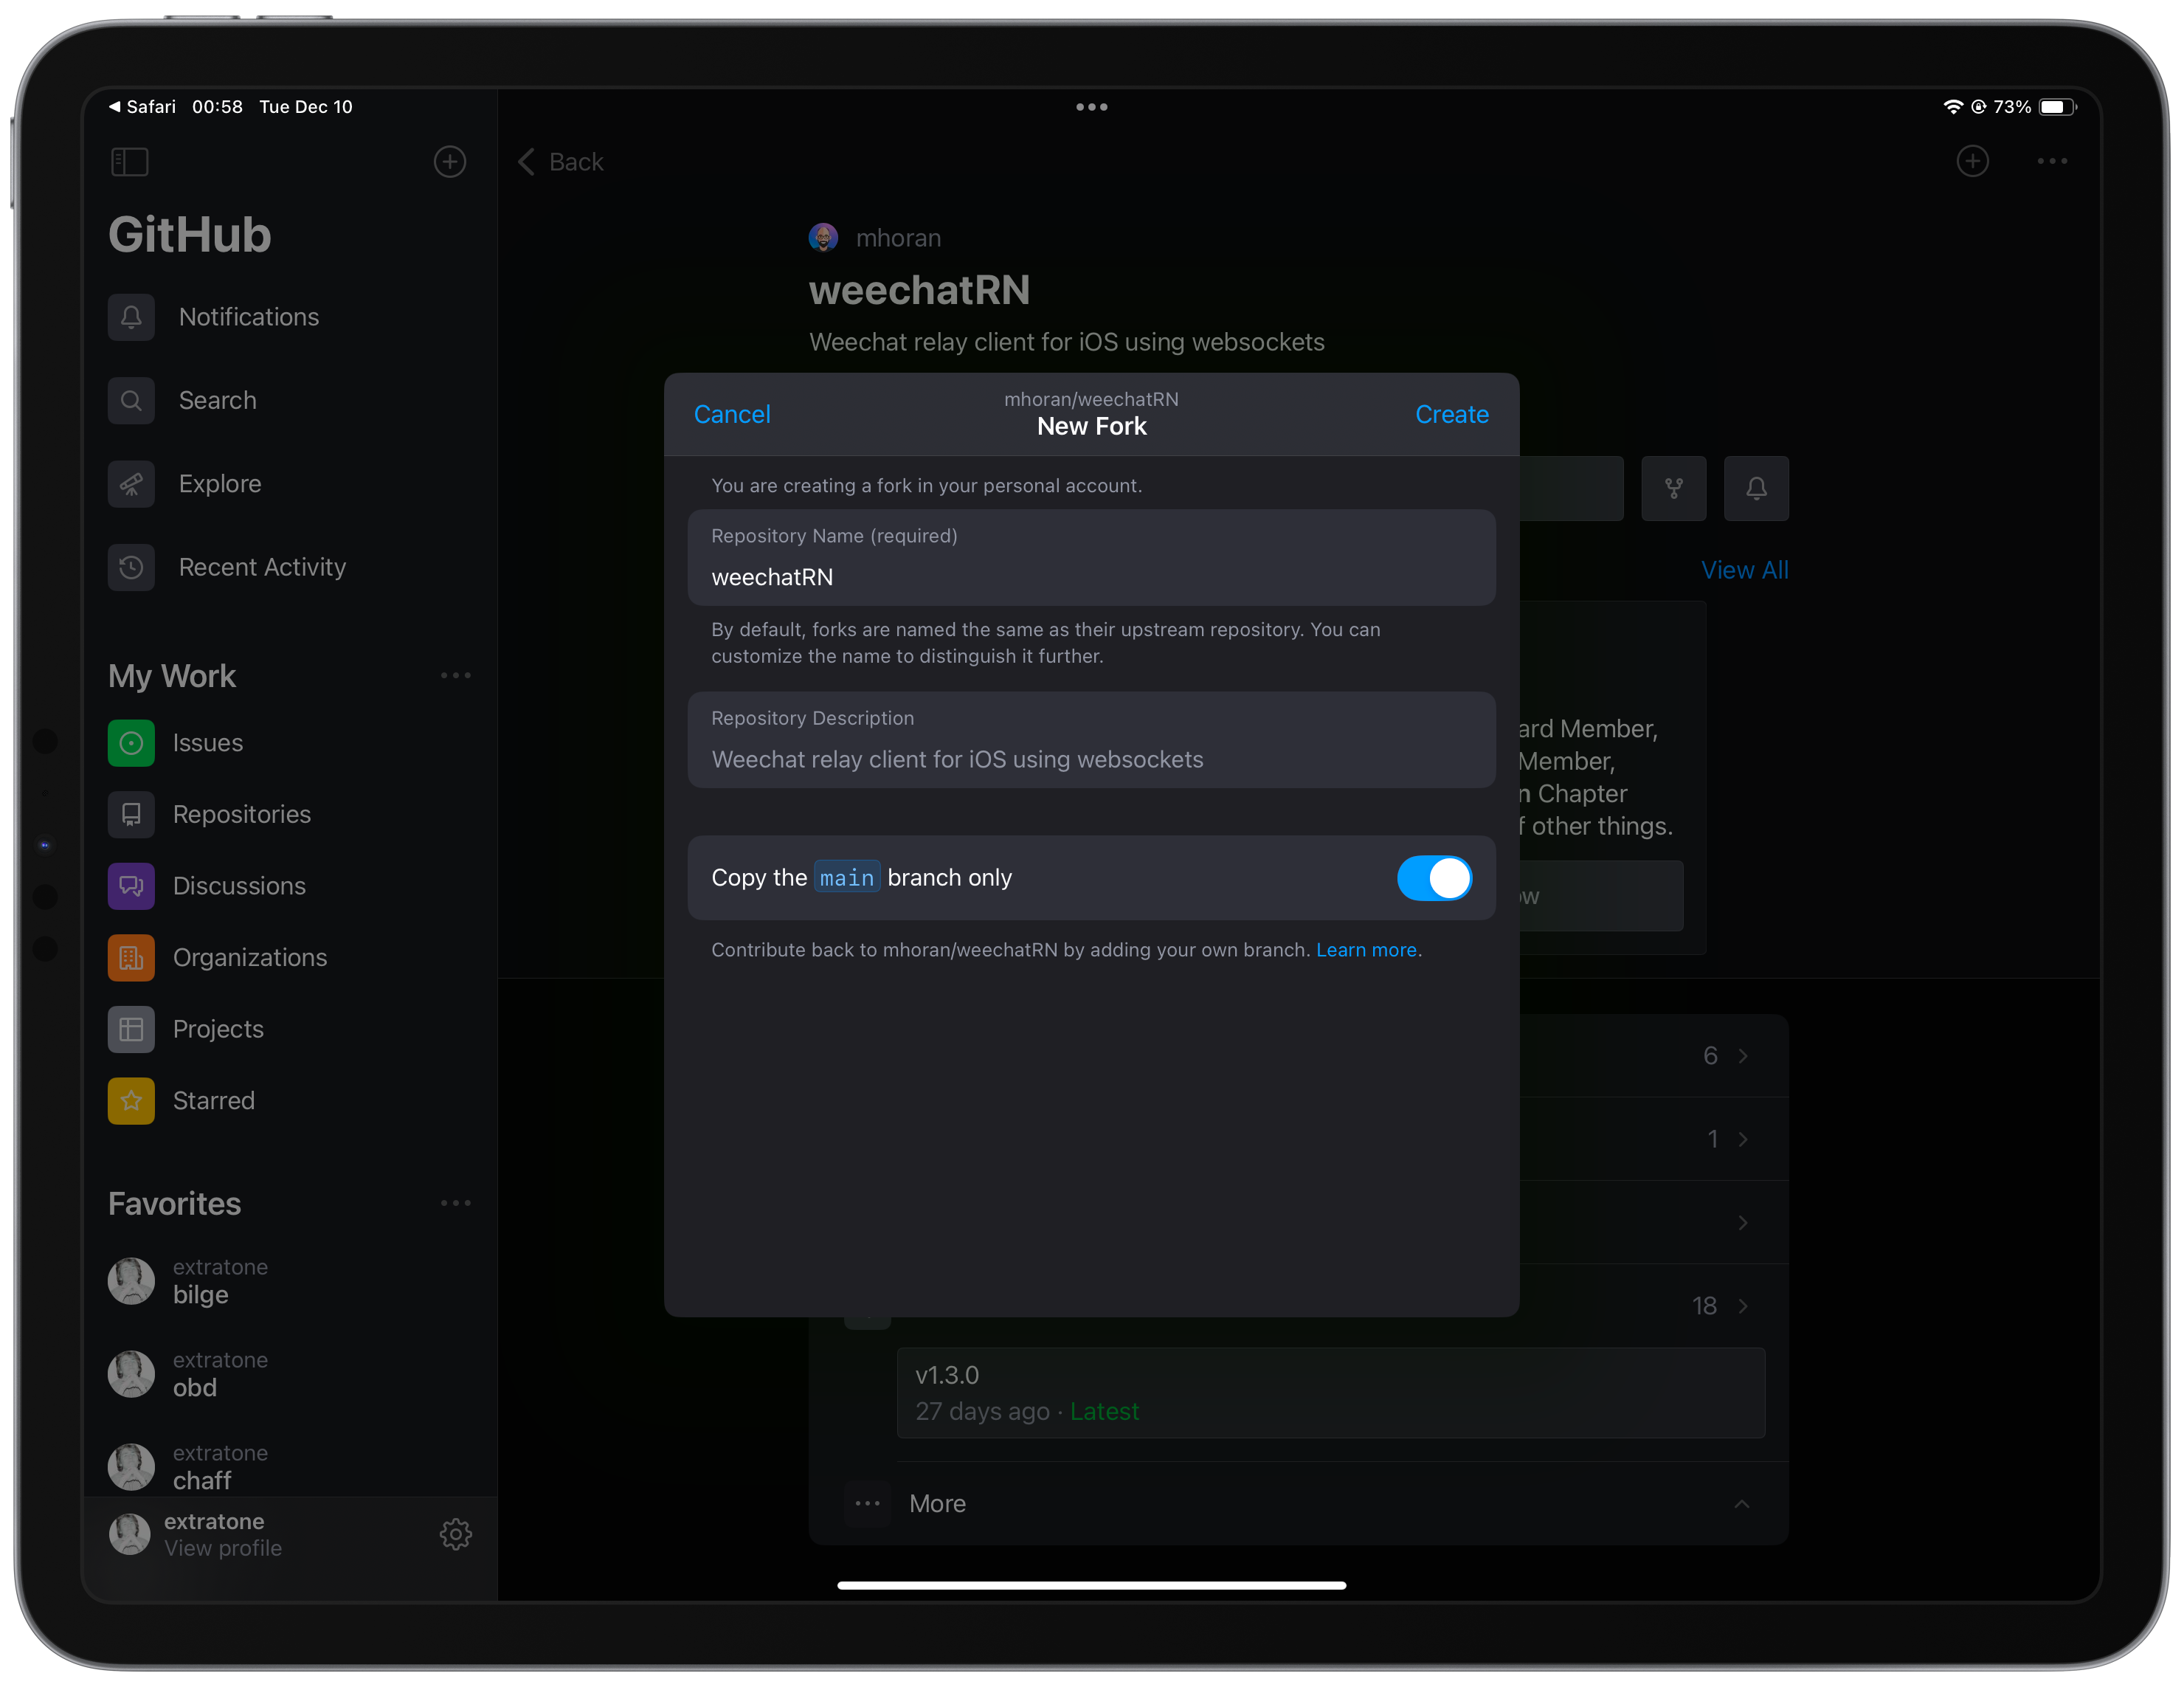 Safari 00:58 Tue Dec 10
73%
GitHub
Notifications
Search
Explore
Recent Activity
My Work
Issues
Repositories
Discussions
Organizations
Projects
Starred
Favorites
extratone
bilge
extratone
obd
extratone
chaff
extratone
View profile
Back
mhoran
weechatRN
Weechat relay client for iOS using websockets
Cancel
mhoran/weechatRN
New Fork
Create
You are creating a fork in your personal account.
Repository Name (required)
weechatRN
By default, forks are named the same as their upstream repository. You can
customize the name to distinguish it further.
Repository Description
Weechat relay client for iOS using websockets
Copy the main branch only
Contribute back to mhoran/weechatRN by adding your own branch. Learn more.
View All
Member,
Member,
Chapter
other things.
6
1
18
v1.3.0
27 days ago · Latest
More